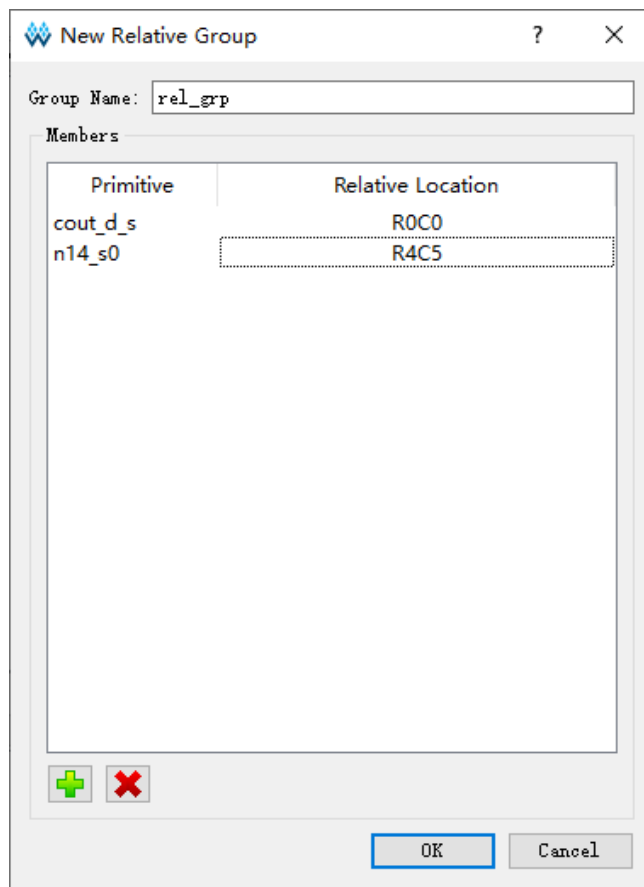 New Relative Group ? ×
Group Name: rel_grp
Members
Primitive Relative Location
cout_d_s R0C0
n14_s0 R4C5
OK Cancel